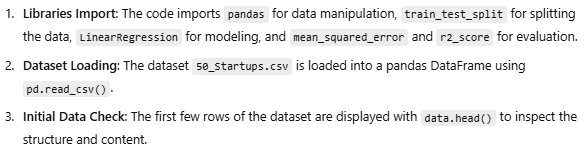 1. Libraries Import: The code imports pandas for data manipulation, train_test_split for splitting
the data, LinearRegression for modeling, and mean_squared_error and r2_score for evaluation.
2. Dataset Loading: The dataset 50_Startups.csv is loaded into a pandas DataFrame using
pd.read_csv() .
3. Initial Data Check: The first few rows of the dataset are displayed with data.head() to inspect the
structure and content.